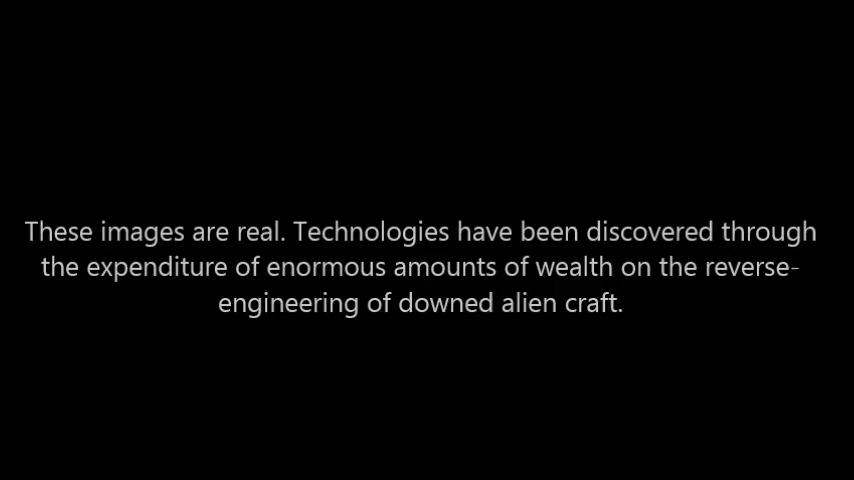 These images are real. Technologies have been discovered through
the expenditure of enormous amounts of wealth on the reverse-
engineering of downed alien craft.